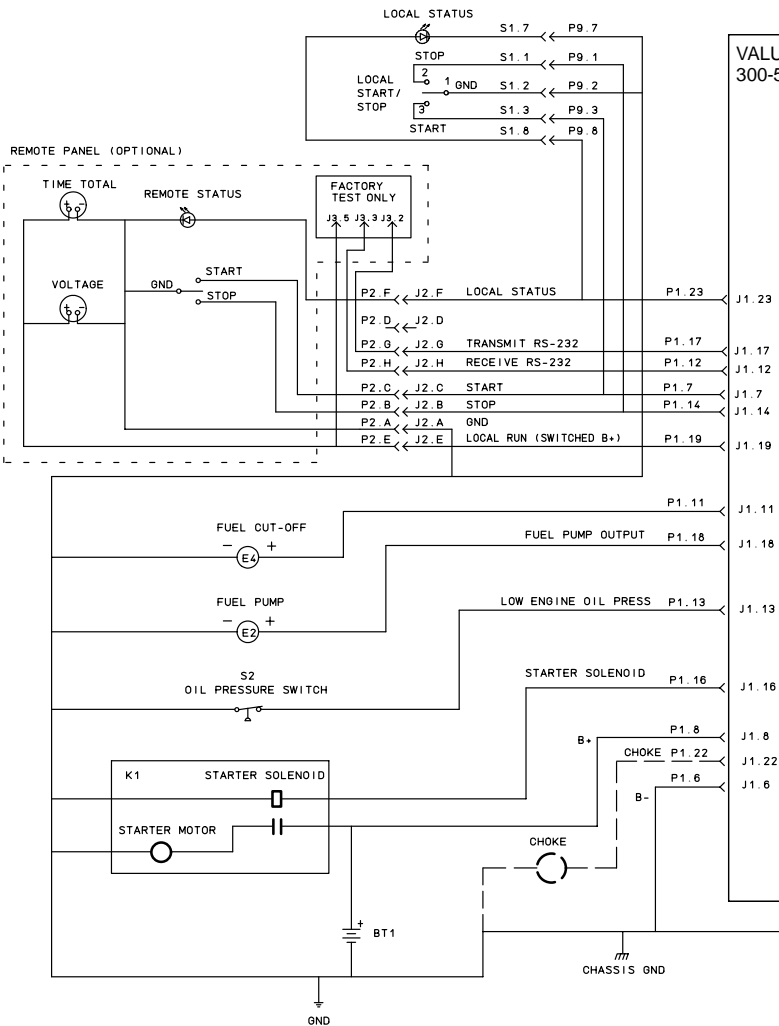 LOCAL STATUS
S1.7 P9.7
STOP S1.1 P9.1
2
LOCAL START/ STOP
1 GND S1.2 P9.2
3
S1.3 P9.3
START S1.8 P9.8
VALU
300-5
REMOTE PANEL (OPTIONAL)
TIME TOTAL
+ -
REMOTE STATUS
FACTORY
TEST ONLY
J3.5 J3.3 J3.2
VOLTAGE
+ -
GND
START
STOP
P2.F J2.F LOCAL STATUS P1.23 J1.23
P2.D J2.D
P2.G J2.G TRANSMIT RS-232 P1.17 J1.17
P2.H J2.H RECEIVE RS-232 P1.12 J1.12
P2.C J2.C START P1.7 J1.7
P2.B J2.B STOP P1.14 J1.14
P2.A J2.A GND
P2.E J2.E LOCAL RUN (SWITCHED B+) P1.19 J1.19
P1.11 J1.11
FUEL CUT-OFF
- +
E4
FUEL PUMP OUTPUT P1.18 J1.18
FUEL PUMP
- +
E2
LOW ENGINE OIL PRESS P1.13 J1.13
S2
OIL PRESSURE SWITCH
STARTER SOLENOID P1.16 J1.16
B+ P1.8 J1.8
CHOKE P1.22 J1.22
B- P1.6 J1.6
K1 STARTER SOLENOID
STARTER MOTOR
CHOKE
+
BT1
CHASSIS GND
GND